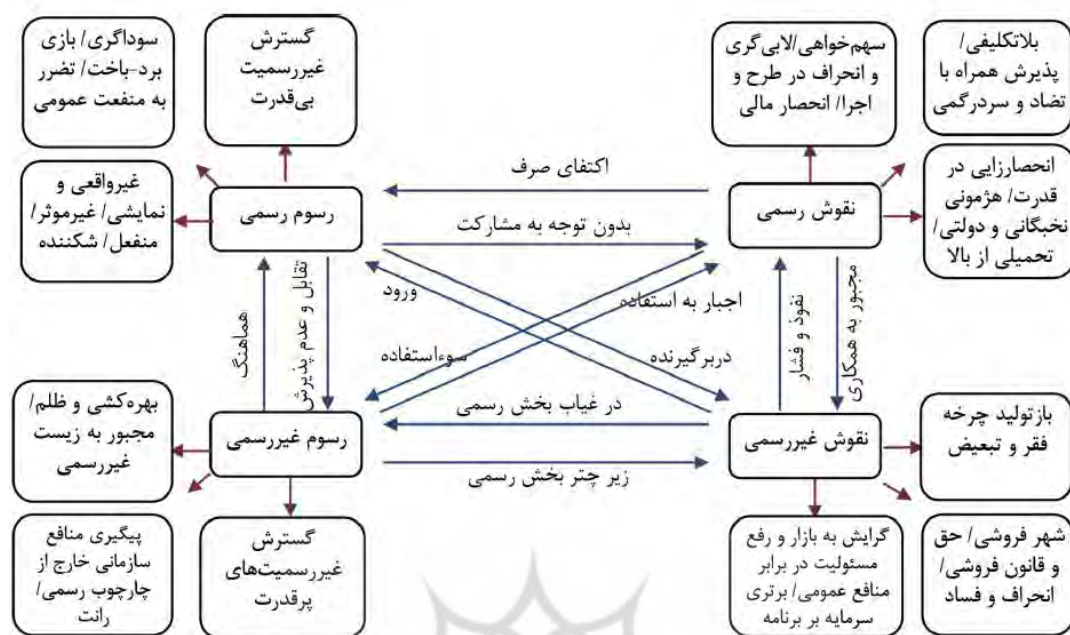 بلاتکلیفی/
پذیرش همراه با
تضاد و سردرگمی
سهم‌خواهی/لابی‌گری
و انحراف در طرح و
اجرا/ انحصار مالی
گسترش
غیررسمیت
بی‌قدرت
سوداگری/ بازی
برد-باخت/ تضرر
به منفعت عمومی
انحصارزایی در
قدرت/ هژمونی
نخبگانی و دولتی/
تحمیلی از بالا
نقوش رسمی
اکتفای صرف
بدون توجه به مشارکت
رسوم رسمی
غیرواقعی و
نمایشی/ غیرموثر/
منفعل/ شکننده
مجبور به همکاری
نفوذ و فشار
اجبار به استفاده
دربرگیرنده
ورود
سوءاستفاده
تقابل و عدم پذیرش
هماهنگ
بازتولید چرخه
فقر و تبعیض
نقوش غیررسمی
در غیاب بخش رسمی
زیر چتر بخش رسمی
رسوم غیررسمی
بهره‌کشی و ظلم/
مجبور به زیست
غیررسمی
شهر فروشی/ حق
و قانون فروشی/
انحراف و فساد
گرایش به بازار و رفع
مسئولیت در برابر
منافع عمومی/ برتری
سرمایه بر برنامه
گسترش
غیررسمیت‌های
پرقدرت
پیگیری منافع
سازمانی خارج از
چارچوب رسمی/
رانت